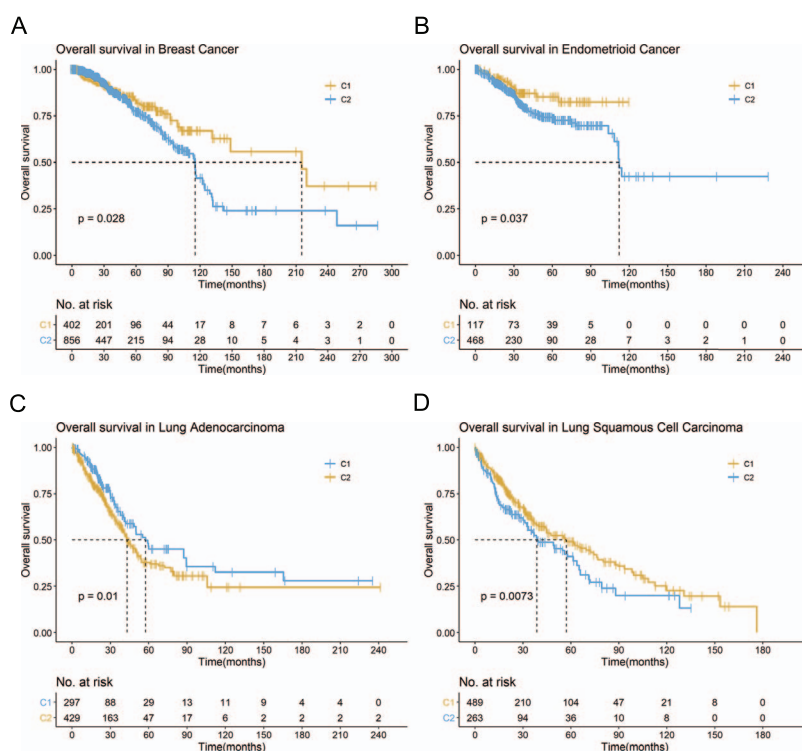 A
Overall survival in Breast Cancer
1.00
0.75
0.50
0.25
0.00
Overall survival
C1
C2
p = 0.028
0 30 60 90 120 150 180 210 240 270 300
Time(months)
No. at risk
C1 402 201 96 44 17 8 7 6 3 2 0
C2 856 447 215 94 28 10 5 4 3 1 0
0 30 60 90 120 150 180 210 240 270 300
Time(months)
B
Overall survival in Endometrioid Cancer
1.00
0.75
0.50
0.25
0.00
Overall survival
C1
C2
p = 0.037
0 30 60 90 120 150 180 210 240
Time(months)
No. at risk
C1 117 73 39 5 0 0 0 0 0
C2 468 230 90 28 7 3 2 1 0
0 30 60 90 120 150 180 210 240
Time(months)
C
Overall survival in Lung Adenocarcinoma
1.00
0.75
0.50
0.25
0.00
Overall survival
C1
C2
p = 0.01
0 30 60 90 120 150 180 210 240
Time(months)
No. at risk
C1 297 88 29 13 11 9 4 4 0
C2 429 163 47 17 6 2 2 2 2
0 30 60 90 120 150 180 210 240
Time(months)
D
Overall survival in Lung Squamous Cell Carcinoma
1.00
0.75
0.50
0.25
0.00
Overall survival
C1
C2
p = 0.0073
0 30 60 90 120 150 180
Time(months)
No. at risk
C1 489 210 104 47 21 8 0
C2 263 94 36 10 8 0 0
0 30 60 90 120 150 180
Time(months)